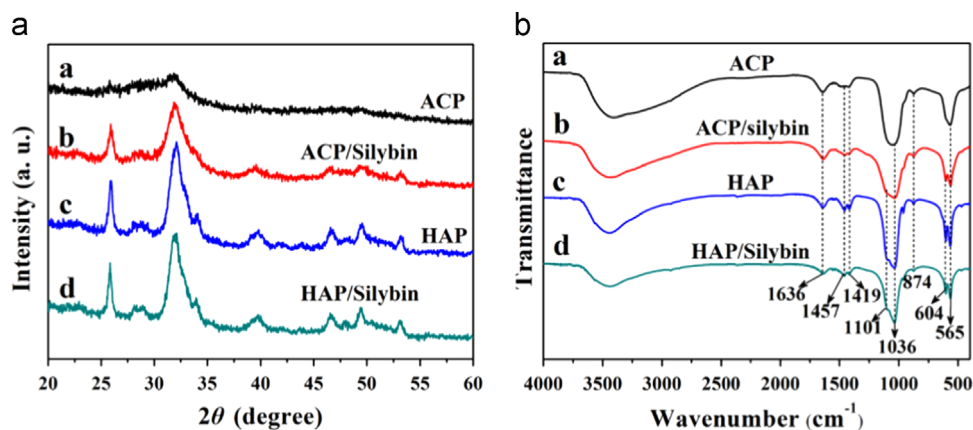 a
a
ACP
b
ACP/Silybin
c
HAP
d
HAP/Silybin
Intensity (a. u.)
20 25 30 35 40 45 50 55 60
2θ (degree)
b
a
ACP
b
ACP/silybin
c
HAP
d
HAP/Silybin
1636
1457
1419
1101
1036
874
604
565
Transmittance
4000 3500 3000 2500 2000 1500 1000 500
Wavenumber (cm⁻¹)